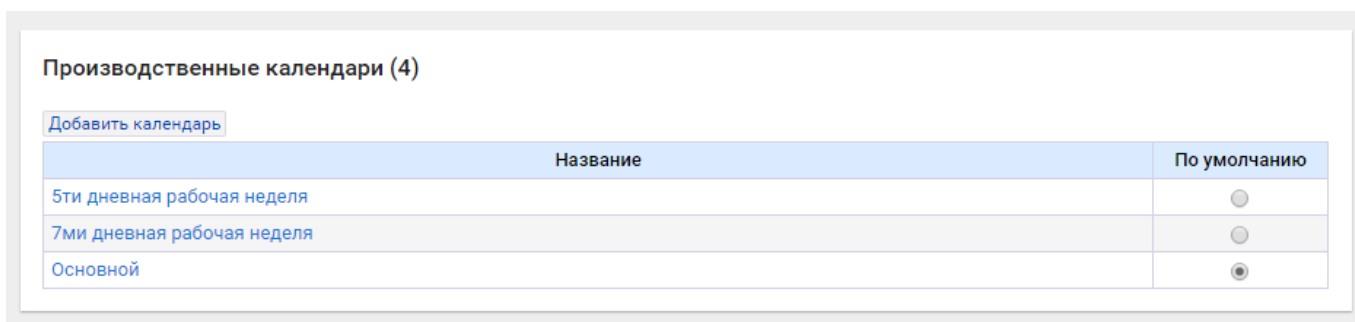 Производственные календари (4)
Добавить календарь
Название По умолчанию
5ти дневная рабочая неделя
7ми дневная рабочая неделя
Основной